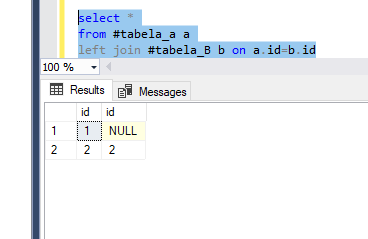 select *
from #tabela_a a
left join #tabela_B b on a.id=b.id
100 %
Results Messages
id id
1 1 NULL
2 2 2